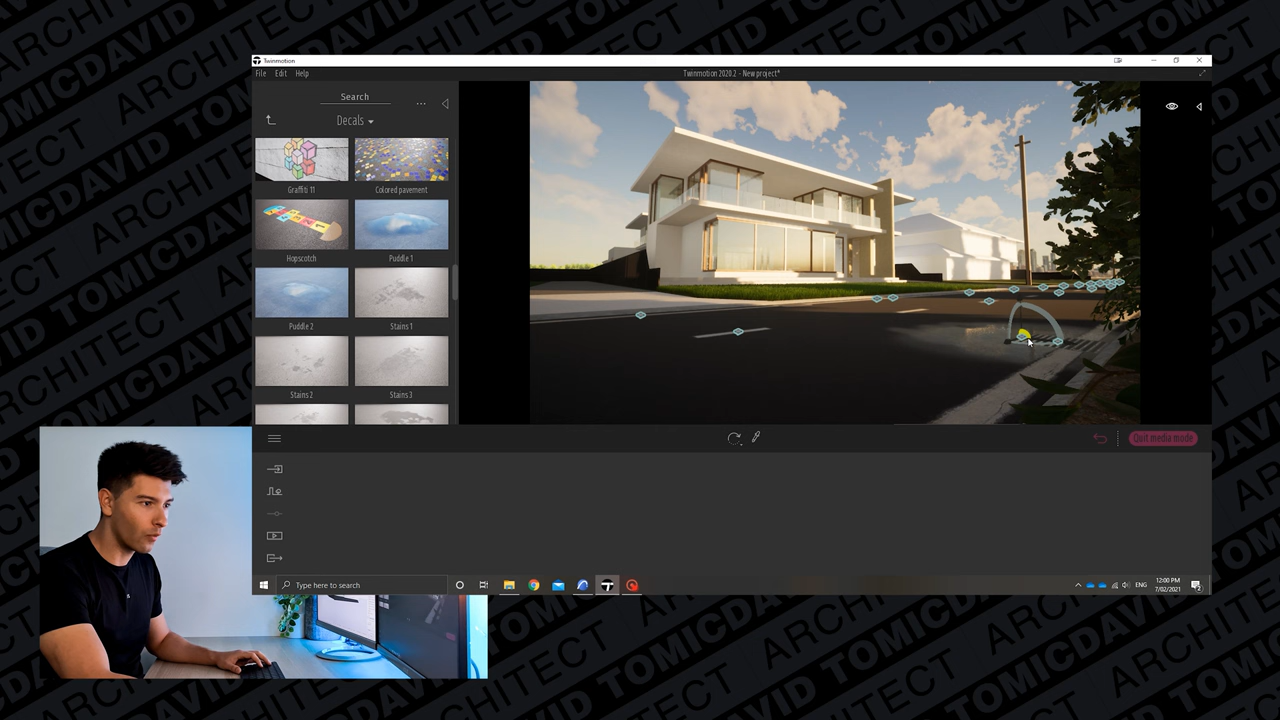 Twinmotion
File Edit Help
Twinmotion 2020.2 - New project*
Search
...
Decals
Graffiti 11 Colored pavement
Hopscotch Puddle 1
Puddle 2 Stains 1
Stains 2 Stains 3
Quit media mode
Type here to search
ENG
12:00 PM
7/02/2021
ARCHITECT
DAVID TOMIC